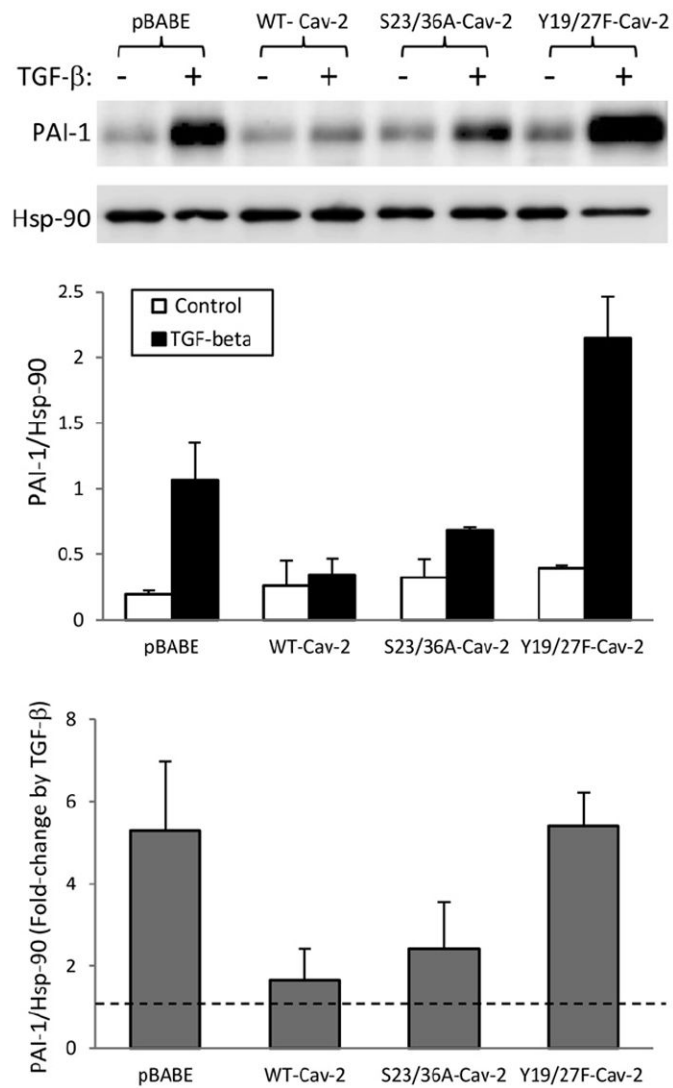 pBABE WT- Cav-2 S23/36A-Cav-2 Y19/27F-Cav-2
TGF-β: - + - + - + - +
PAI-1
Hsp-90
PAI-1/Hsp-90
2.5
2
1.5
1
0.5
0
Control
TGF-beta
pBABE WT-Cav-2 S23/36A-Cav-2 Y19/27F-Cav-2
PAI-1/Hsp-90 (Fold-change by TGF-β)
8
6
4
2
0
pBABE WT-Cav-2 S23/36A-Cav-2 Y19/27F-Cav-2